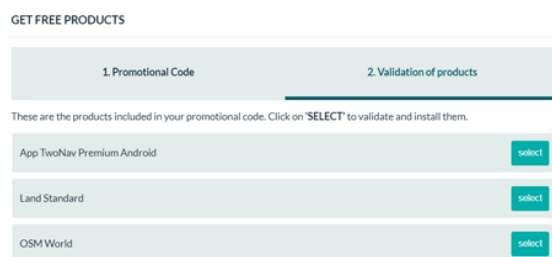 GET FREE PRODUCTS
1. Promotional Code
2. Validation of products
These are the products included in your promotional code. Click on "SELECT" to validate and install them.
App TwoNav Premium Android
select
Land Standard
select
OSM World
select